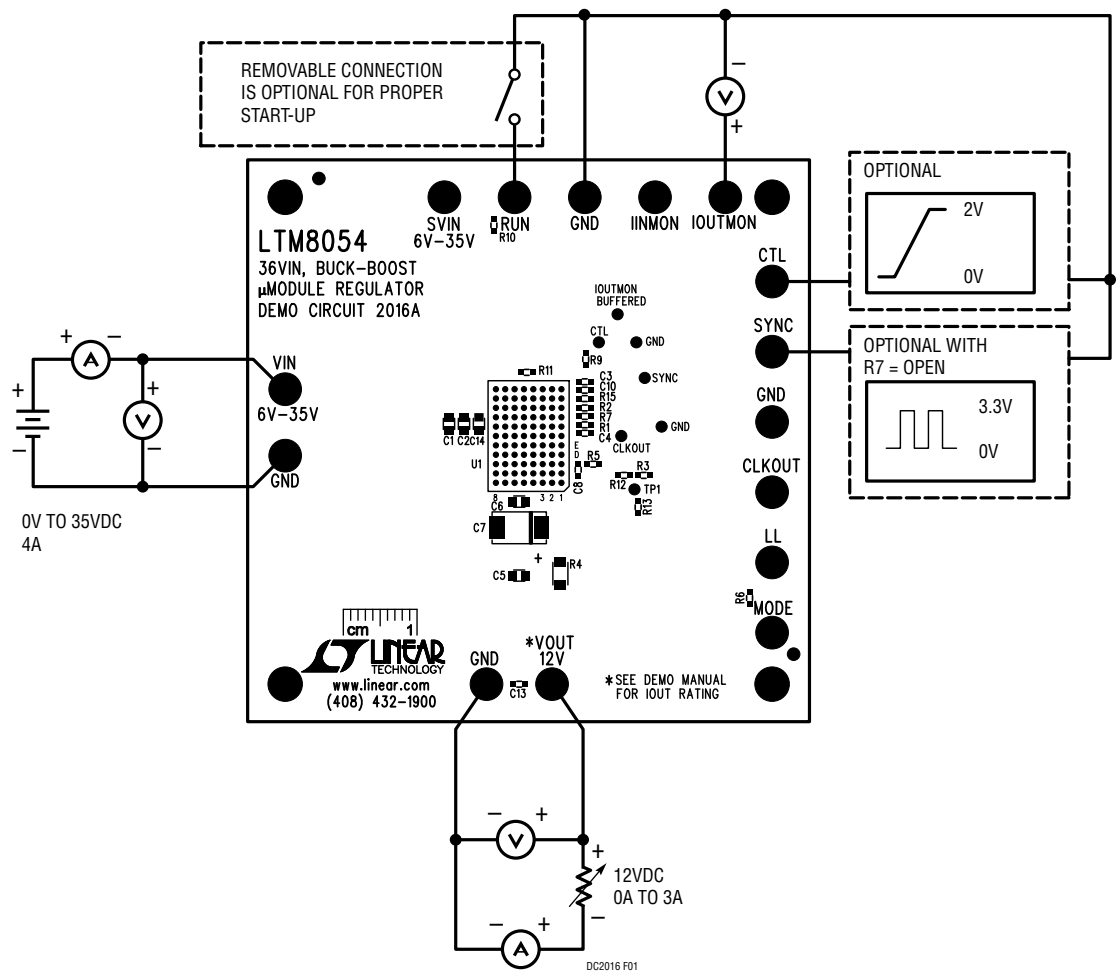 REMOVABLE CONNECTION
IS OPTIONAL FOR PROPER
START-UP
−
V
+
SVIN
6V-35V
RUN
R10
GND
IINMON
IOUTMON
LTM8054
36VIN, BUCK-BOOST
µMODULE REGULATOR
DEMO CIRCUIT 2016A
OPTIONAL
2V
0V
CTL
SYNC
OPTIONAL WITH
R7 = OPEN
3.3V
0V
GND
CLKOUT
LL
MODE
R6
IOUTMON
BUFFERED
CTL
GND
R9
SYNC
R11
C3
C10
R15
R2
R7
R1
C4
GND
CLKOUT
C1
C2
C14
U1
E
D
R5
C8
R12
R3
TP1
R13
8
3 2 1
C6
C7
+
C5
R4
+
A
−
+
V
−
+
−
VIN
6V-35V
GND
0V TO 35VDC
4A
cm 1
LINEAR
TECHNOLOGY
www.linear.com
(408) 432-1900
GND
C13
*VOUT
12V
*SEE DEMO MANUAL
FOR IOUT RATING
−
V
+
+
12VDC
0A TO 3A
−
−
A
+
DC2016 F01